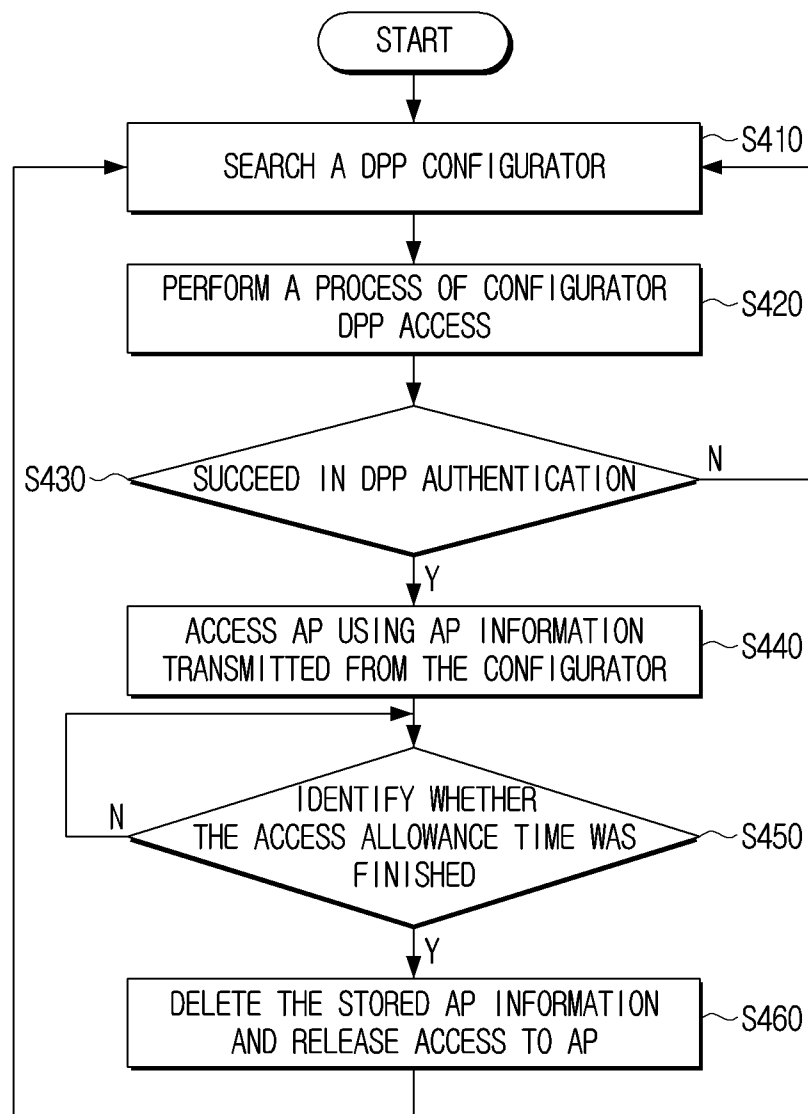 START
SEARCH A DPP CONFIGURATOR
S410
PERFORM A PROCESS OF CONFIGURATOR
DPP ACCESS
S420
S430
SUCCEED IN DPP AUTHENTICATION
N
Y
ACCESS AP USING AP INFORMATION
TRANSMITTED FROM THE CONFIGURATOR
S440
IDENTIFY WHETHER
THE ACCESS ALLOWANCE TIME WAS
FINISHED
N
S450
Y
DELETE THE STORED AP INFORMATION
AND RELEASE ACCESS TO AP
S460